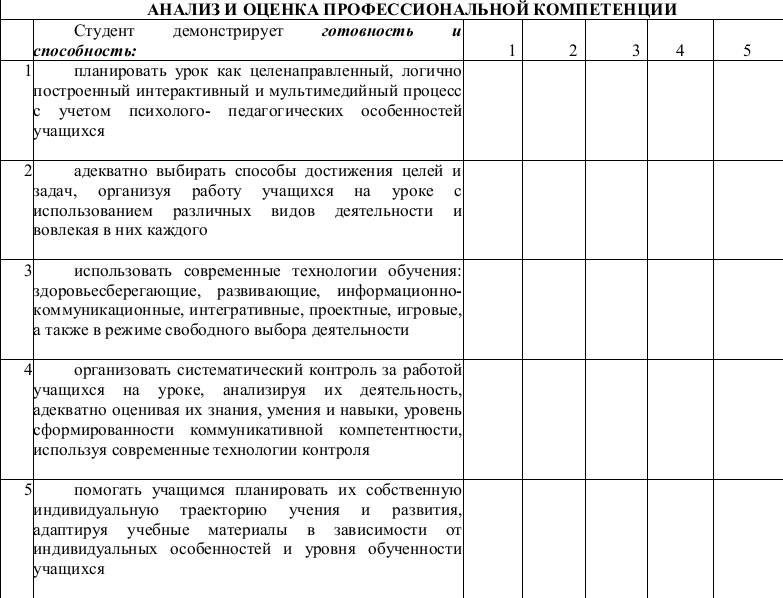 АНАЛИЗ И ОЦЕНКА ПРОФЕССИОНАЛЬНОЙ КОМПЕТЕНЦИИ
Студент демонстрирует готовность и
способность: 1 2 3 4 5
1 планировать урок как целенаправленный, логично
построенный интерактивный и мультимедийный процесс
с учетом психолого- педагогических особенностей
учащихся
2 адекватно выбирать способы достижения целей и
задач, организуя работу учащихся на уроке с
использованием различных видов деятельности и
вовлекая в них каждого
3 использовать современные технологии обучения:
здоровьесберегающие, развивающие, информационно-
коммуникационные, интегративные, проектные, игровые,
а также в режиме свободного выбора деятельности
4 организовать систематический контроль за работой
учащихся на уроке, анализируя их деятельность,
адекватно оценивая их знания, умения и навыки, уровень
сформированности коммуникативной компетентности,
используя современные технологии контроля
5 помогать учащимся планировать их собственную
индивидуальную траекторию учения и развития,
адаптируя учебные материалы в зависимости от
индивидуальных особенностей и уровня обученности
учащихся